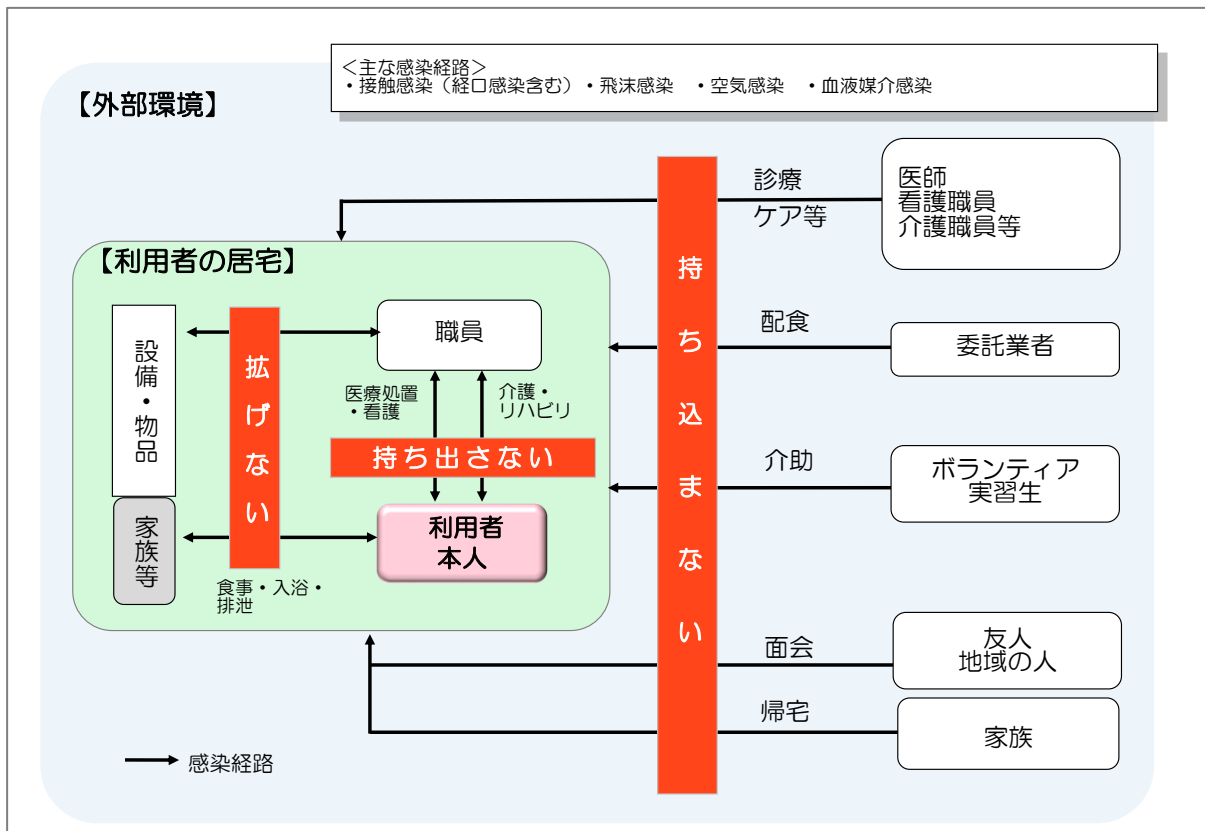 ＜主な感染経路＞
・接触感染（経口感染含む）・飛沫感染　・空気感染　・血液媒介感染
【外部環境】
診療
ケア等
医師
看護職員
介護職員等
【利用者の居宅】
設備・物品
拡げない
職員
持ち込まない
配食
委託業者
医療処置
・看護
介護・
リハビリ
持ち出さない
介助
ボランティア
実習生
家族等
利用者
本人
食事・入浴・
排泄
面会
友人
地域の人
帰宅
家族
感染経路